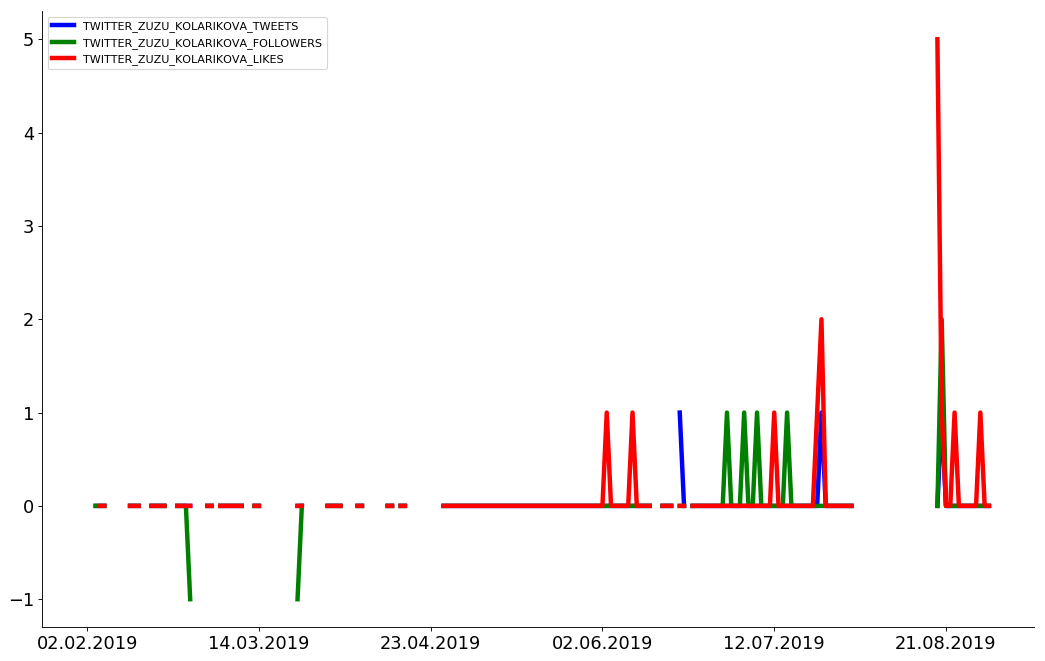 TWITTER_ZUZU_KOLARIKOVA_TWEETS
TWITTER_ZUZU_KOLARIKOVA_FOLLOWERS
TWITTER_ZUZU_KOLARIKOVA_LIKES
5
4
3
2
1
0
−1
02.02.2019 14.03.2019 23.04.2019 02.06.2019 12.07.2019 21.08.2019